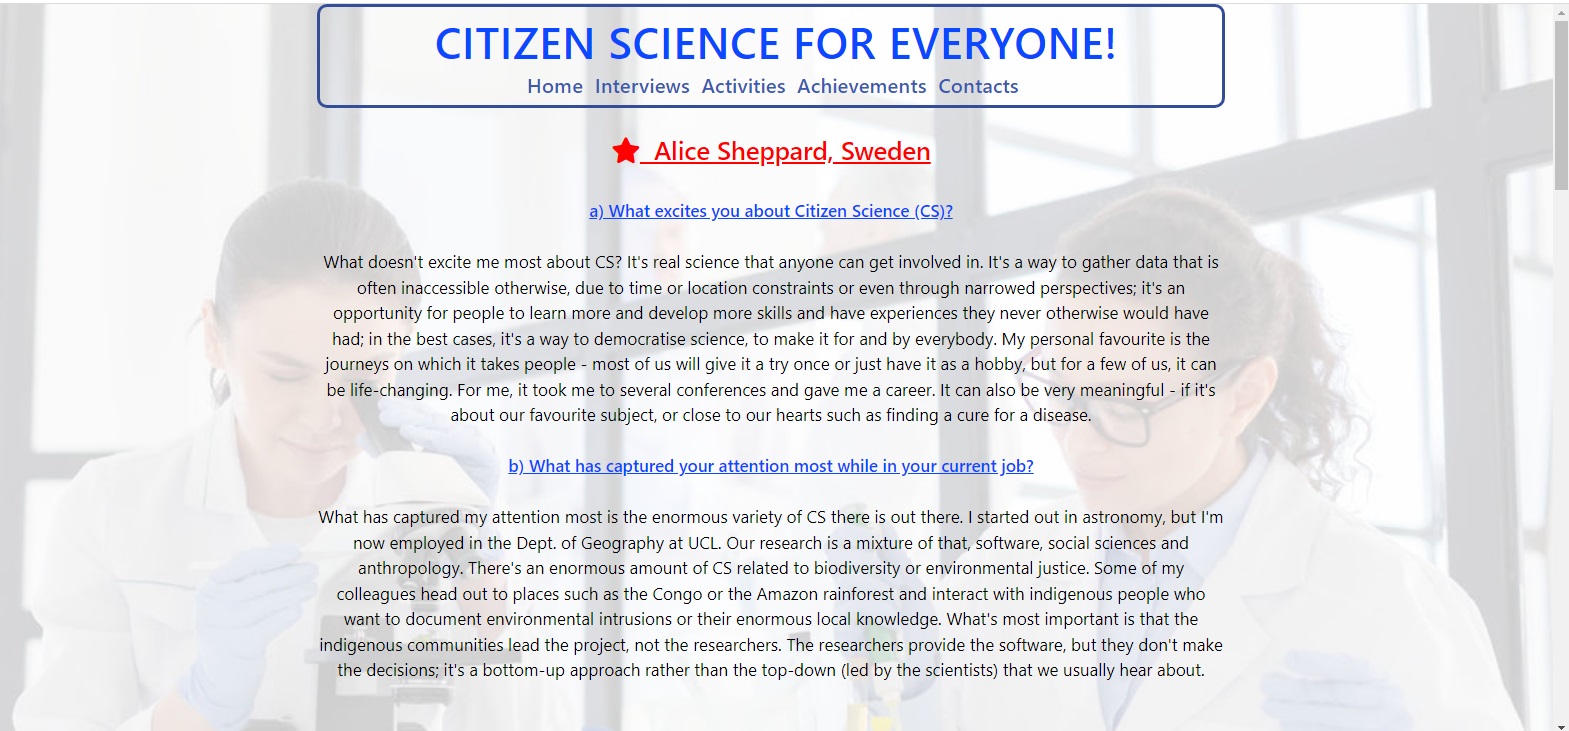 CITIZEN SCIENCE FOR EVERYONE!
Home Interviews Activities Achievements Contacts
Alice Sheppard, Sweden
a) What excites you about Citizen Science (CS)?
What doesn't excite me most about CS? It's real science that anyone can get involved in. It's a way to gather data that is
often inaccessible otherwise, due to time or location constraints or even through narrowed perspectives; it's an
opportunity for people to learn more and develop more skills and have experiences they never otherwise would have
had; in the best cases, it's a way to democratise science, to make it for and by everybody. My personal favourite is the
journeys on which it takes people - most of us will give it a try once or just have it as a hobby, but for a few of us, it can
be life-changing. For me, it took me to several conferences and gave me a career. It can also be very meaningful - if it's
about our favourite subject, or close to our hearts such as finding a cure for a disease.
b) What has captured your attention most while in your current job?
What has captured my attention most is the enormous variety of CS there is out there. I started out in astronomy, but I'm
now employed in the Dept. of Geography at UCL. Our research is a mixture of that, software, social sciences and
anthropology. There's an enormous amount of CS related to biodiversity or environmental justice. Some of my
colleagues head out to places such as the Congo or the Amazon rainforest and interact with indigenous people who
want to document environmental intrusions or their enormous local knowledge. What's most important is that the
indigenous communities lead the project, not the researchers. The researchers provide the software, but they don't make
the decisions; it's a bottom-up approach rather than the top-down (led by the scientists) that we usually hear about.